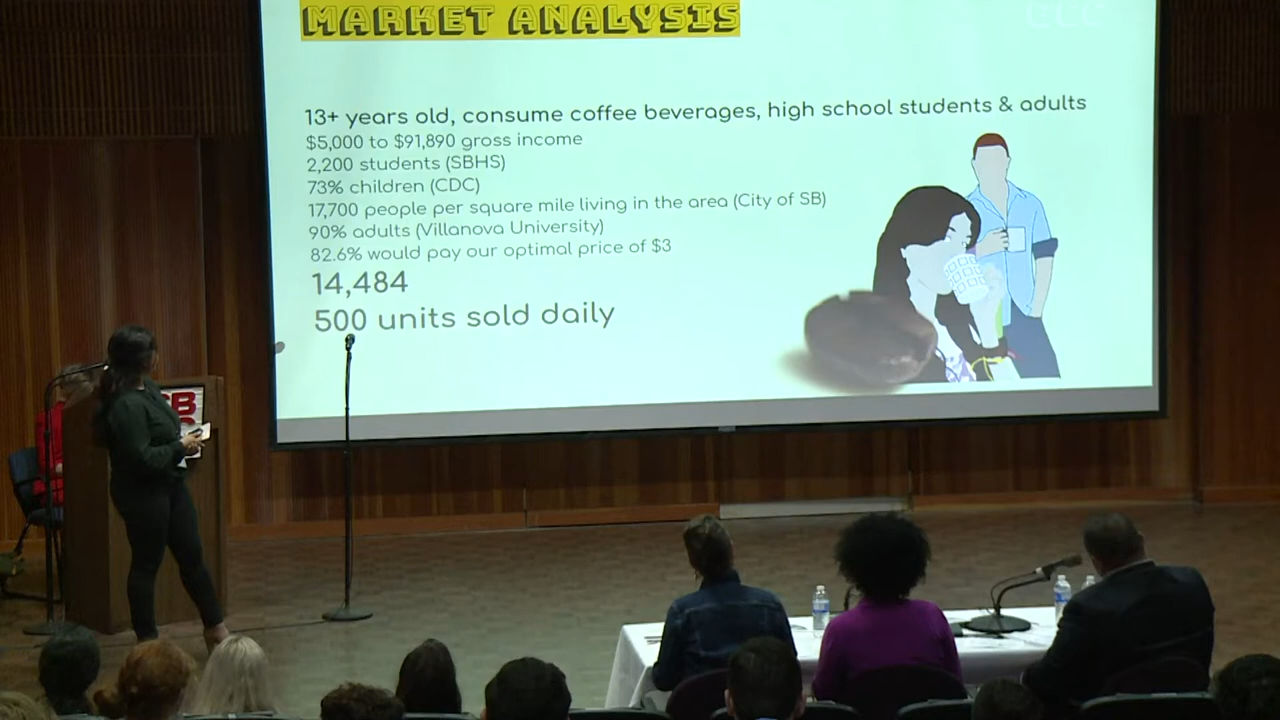 MARKET ANALYSIS
13+ years old, consume coffee beverages, high school students & adults
$5,000 to $91,890 gross income
2,200 students (SBHS)
73% children (CDC)
17,700 people per square mile living in the area (City of SB)
90% adults (Villanova University)
82.6% would pay our optimal price of $3
14,484
500 units sold daily
SB